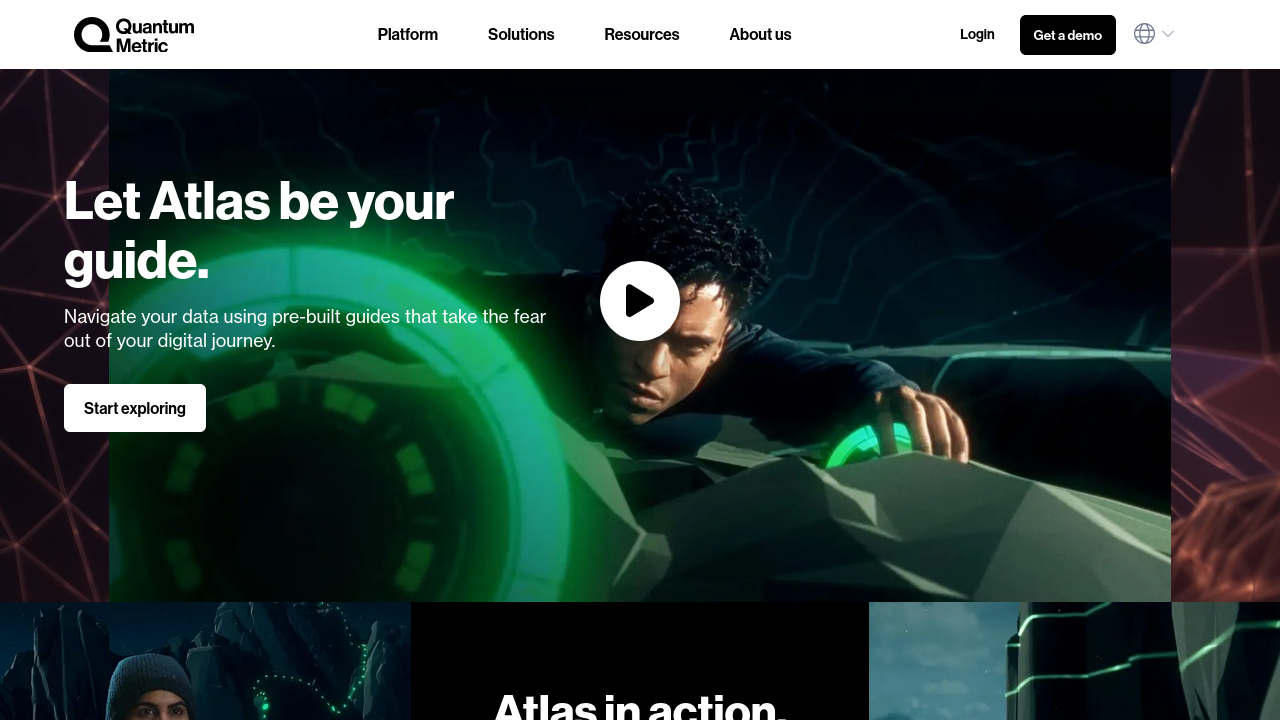 Quantum
Metric
Platform
Solutions
Resources
About us
Login
Get a demo
Let Atlas be your
guide.
Navigate your data using pre-built guides that take the fear
out of your digital journey.
Start exploring
Atlas in action.